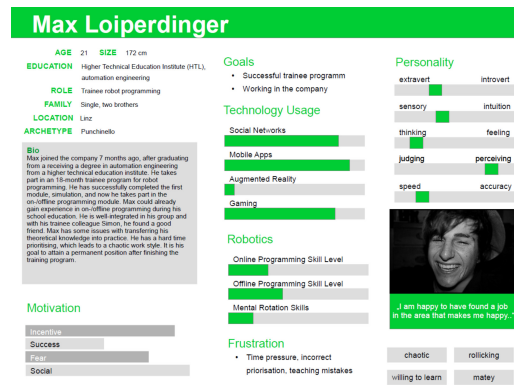 Max Loiperdinger
AGE 21 SIZE 172 cm
EDUCATION Higher Technical Education Institute (HTL),
automation engineering
ROLE Trainee robot programming
FAMILY Single, two brothers
LOCATION Linz
ARCHETYPE Punchinello
Bio
Max joined the company 7 months ago, after graduating
from a receiving a degree in automation engineering
from a higher technical education institute. He takes
part in an 18-month trainee program for robot
programming. He has successfully completed the first
module, simulation, and now he takes part in the
on-/offline programming module. Max could already
gain experience in on-/offline programming during his
school education. He is well-integrated in his group and
with his trainee colleague Simon, he found a good
friend. Max has some issues with transferring his
theoretical knowledge into practice. He has a hard time
prioritising, which leads to a chaotic work style. It is his
goal to attain a permanent position after finishing the
training program.
Motivation
Incentive
Success
Fear
Social
Goals
• Successful trainee programm
• Working in the company
Technology Usage
Social Networks
Mobile Apps
Augmented Reality
Gaming
Robotics
Online Programming Skill Level
Offline Programming Skill Level
Mental Rotation Skills
Frustration
• Time pressure, incorrect
priorisation, teaching mistakes
Personality
extravert introvert
sensory intuition
thinking feeling
judging perceiving
speed accuracy
„I am happy to have found a job
in the area that makes me happy..“
chaotic rollicking
willing to learn matey